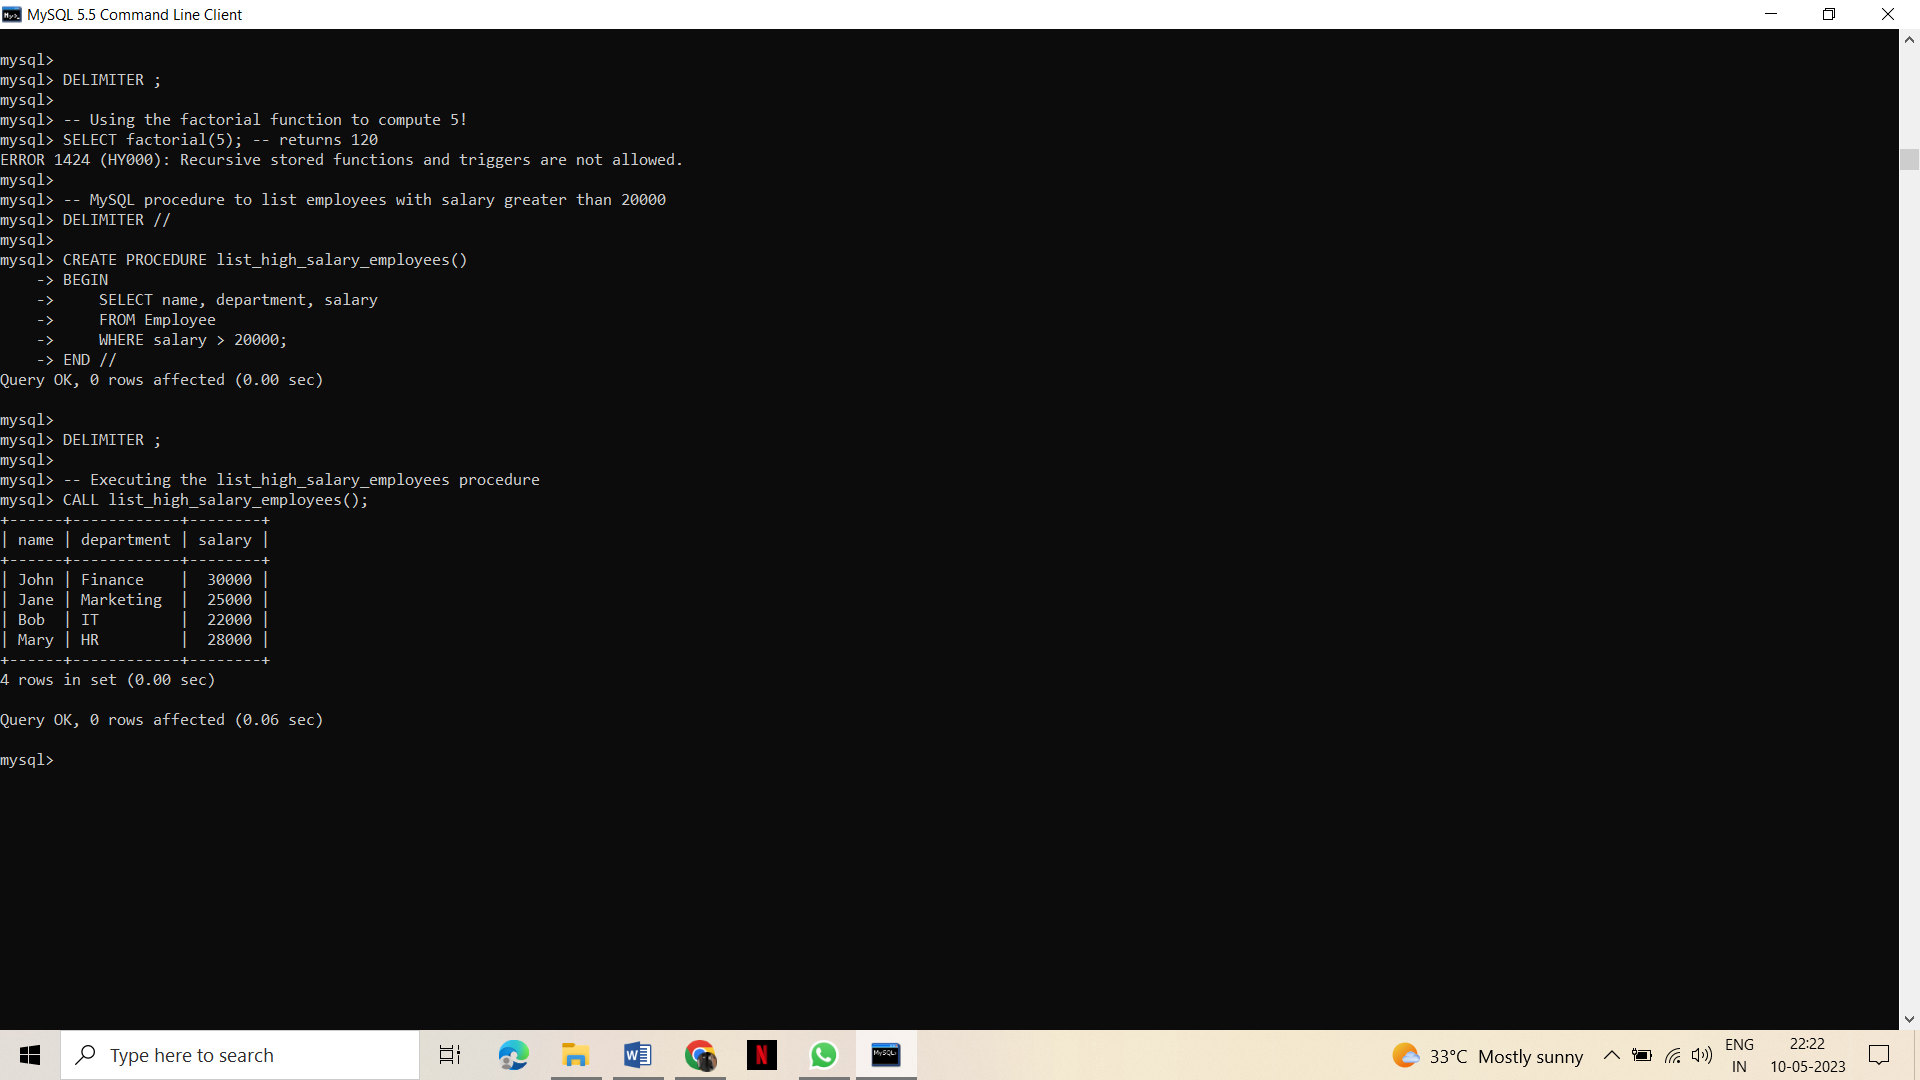 MySQL 5.5 Command Line Client
mysql>
mysql> DELIMITER ;
mysql>
mysql> -- Using the factorial function to compute 5!
mysql> SELECT factorial(5); -- returns 120
ERROR 1424 (HY000): Recursive stored functions and triggers are not allowed.
mysql>
mysql> -- MySQL procedure to list employees with salary greater than 20000
mysql> DELIMITER //
mysql>
mysql> CREATE PROCEDURE list_high_salary_employees()
    -> BEGIN
    ->     SELECT name, department, salary
    ->     FROM Employee
    ->     WHERE salary > 20000;
    -> END //
Query OK, 0 rows affected (0.00 sec)
mysql>
mysql> DELIMITER ;
mysql>
mysql> -- Executing the list_high_salary_employees procedure
mysql> CALL list_high_salary_employees();
+------+------------+--------+
| name | department | salary |
+------+------------+--------+
| John | Finance    |  30000 |
| Jane | Marketing  |  25000 |
| Bob  | IT         |  22000 |
| Mary | HR         |  28000 |
+------+------------+--------+
4 rows in set (0.00 sec)
Query OK, 0 rows affected (0.06 sec)
mysql>
Type here to search
33°C Mostly sunny
ENG
IN
22:22
10-05-2023